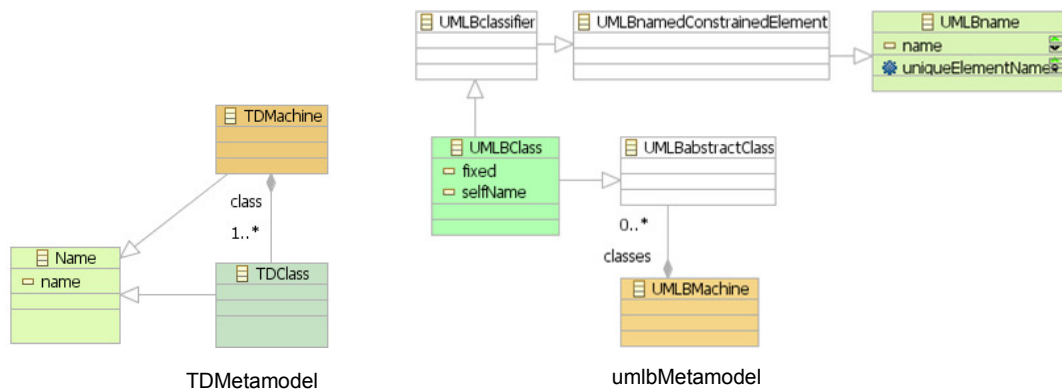 UMLBclassifier
UMLBnamedConstrainedElement
UMLBname
name
uniqueElementNames
TDMachine
UMLBClass
fixed
selfName
UMLBabstractClass
class
1..*
0..*
classes
Name
name
TDClass
UMLBMachine
TDMetamodel
umlbMetamodel